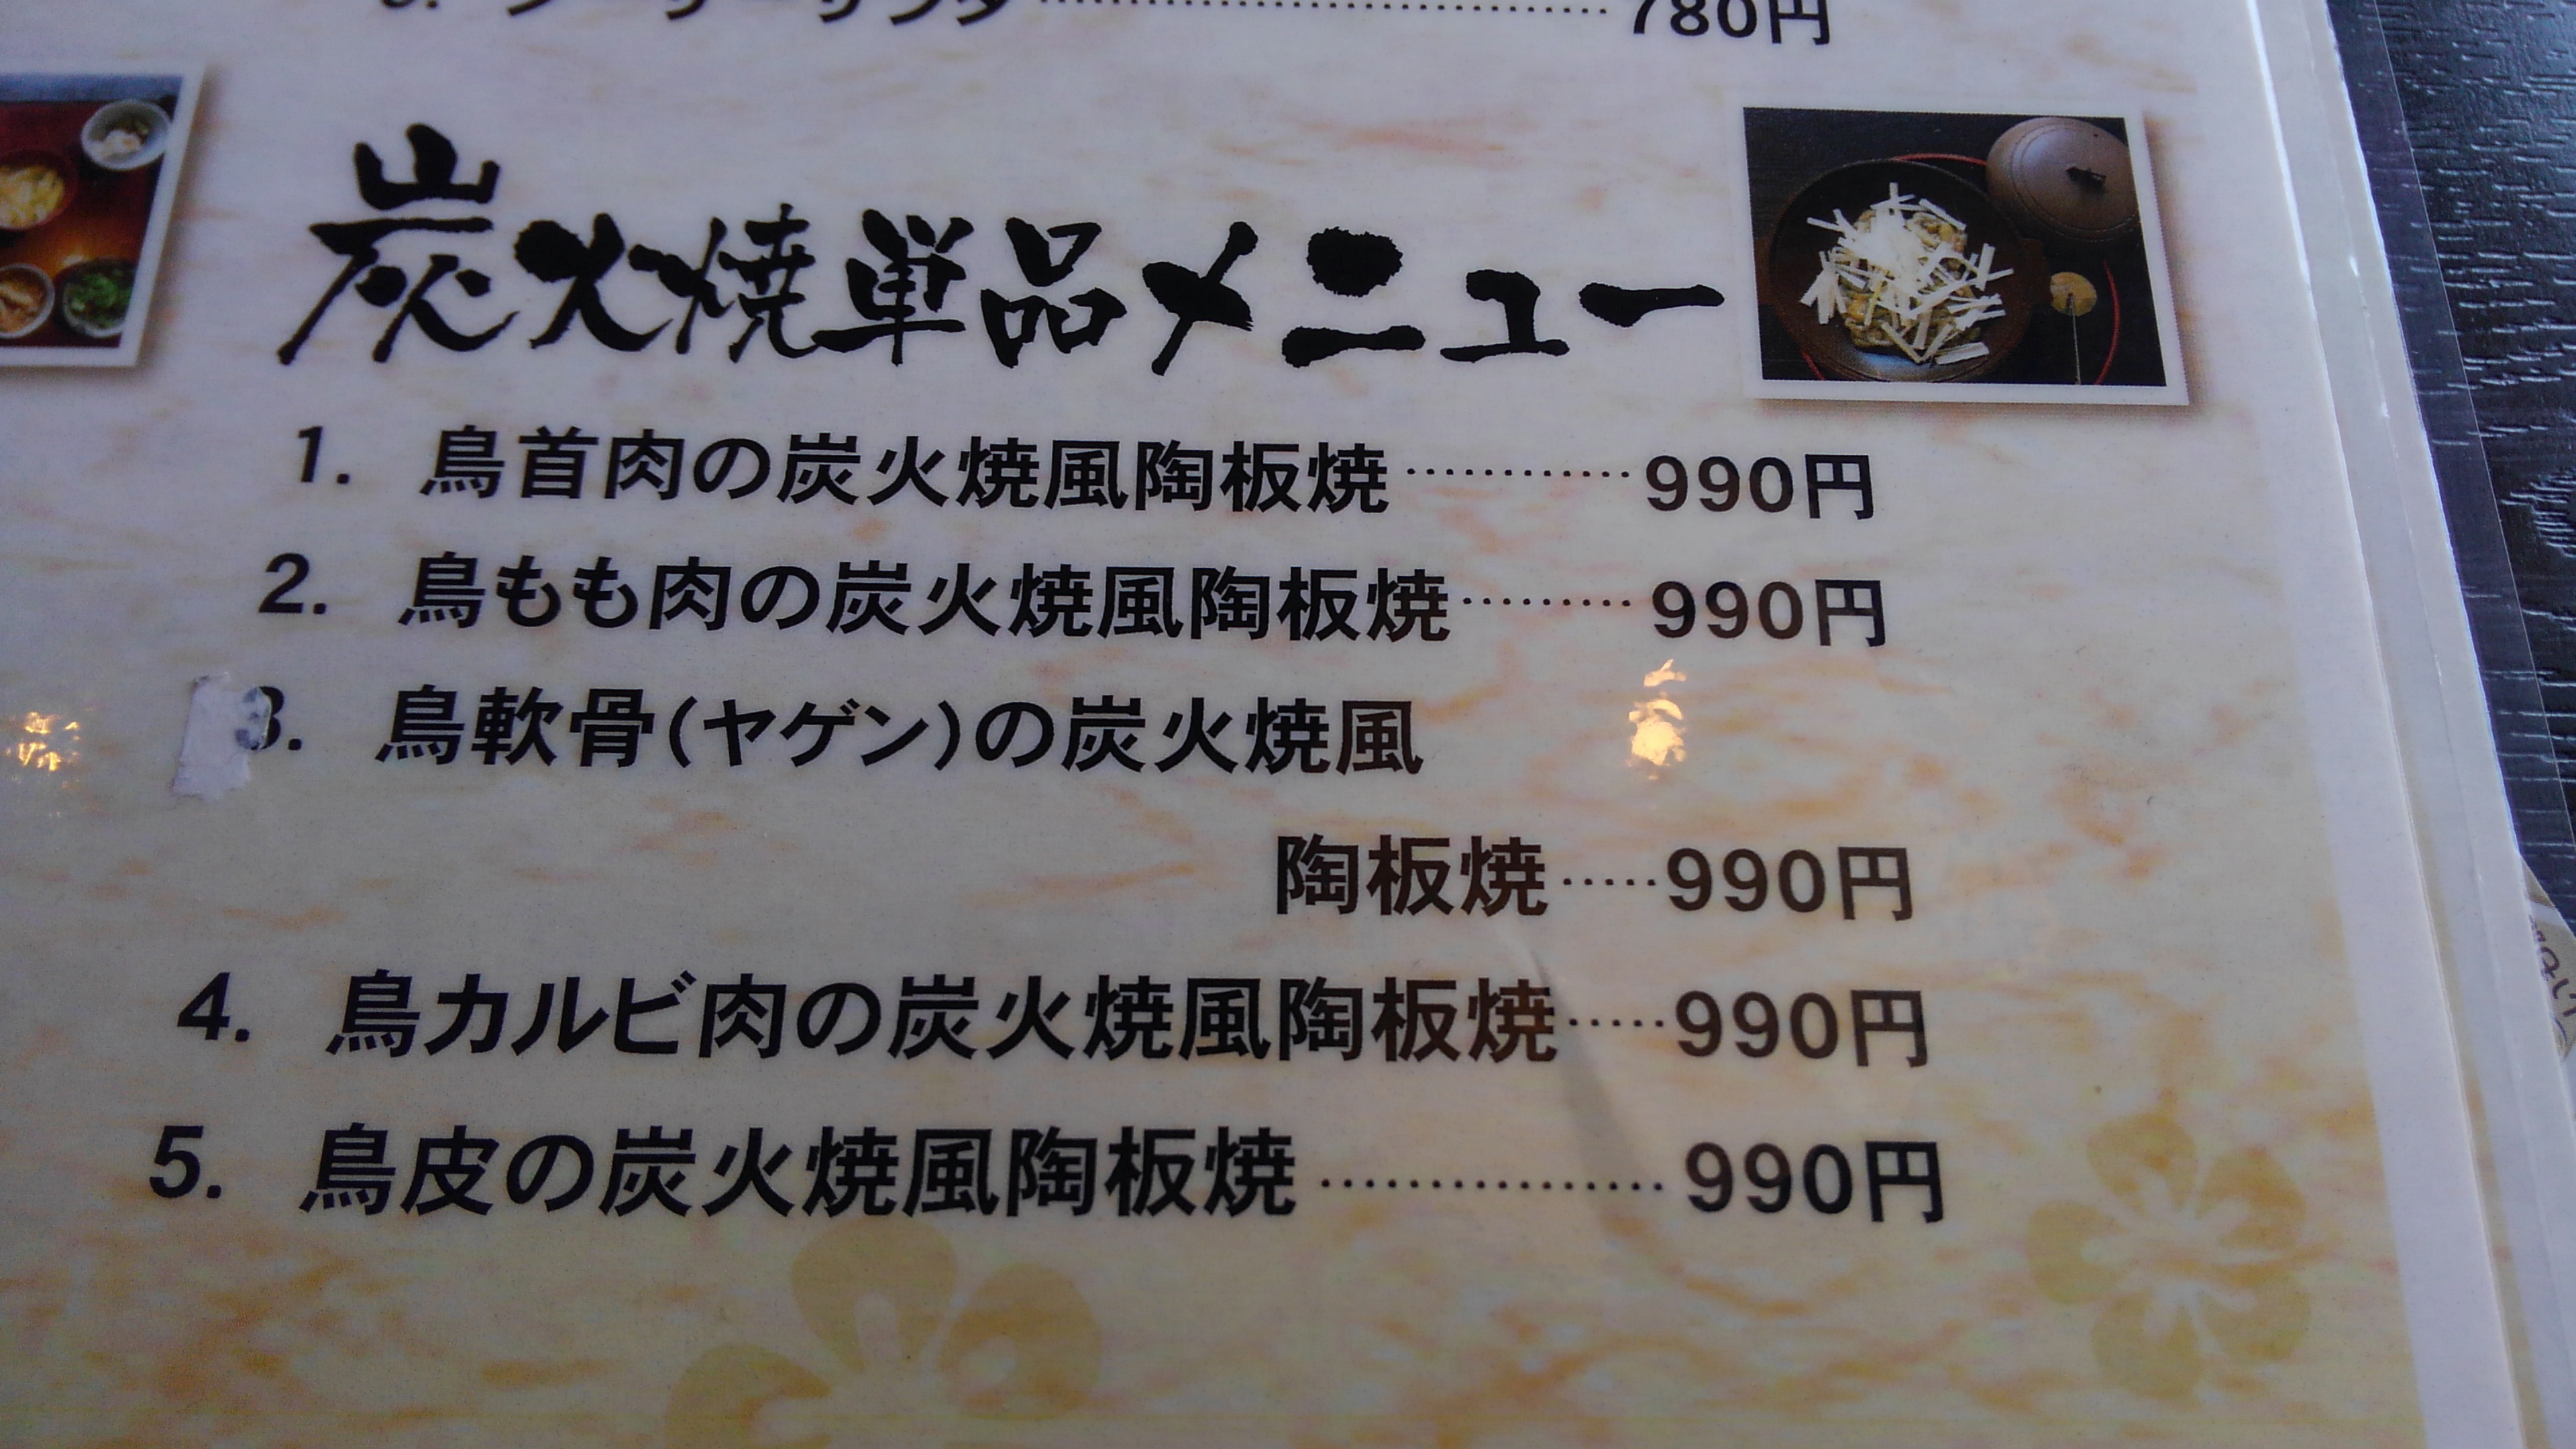 780円
炭火焼単品メニュー
1. 鳥首肉の炭火焼風陶板焼…………990円
2. 鳥もも肉の炭火焼風陶板焼………990円
3. 鳥軟骨(ヤゲン)の炭火焼風
陶板焼……990円
4. 鳥カルビ肉の炭火焼風陶板焼……990円
5. 鳥皮の炭火焼風陶板焼………………990円